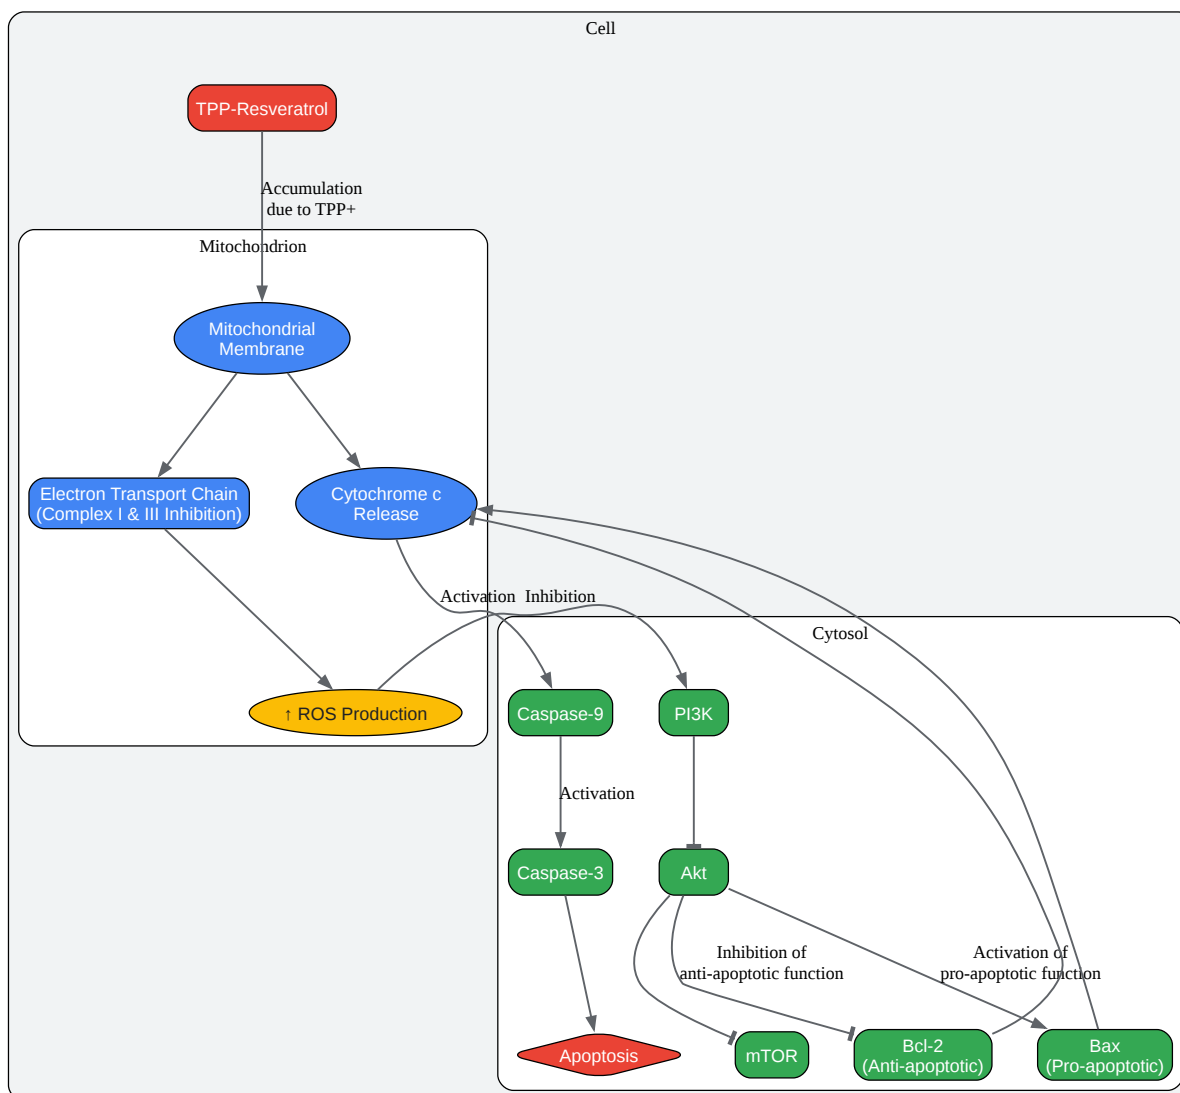 Cell
TPP-Resveratrol
Accumulation
due to TPP+
Mitochondrion
Mitochondrial
Membrane
Electron Transport Chain
(Complex I & III Inhibition)
Cytochrome c
Release
Activation
Inhibition
Cytosol
↑ ROS Production
Caspase-9
PI3K
Activation
Caspase-3
Akt
Inhibition of
anti-apoptotic function
Activation of
pro-apoptotic function
Apoptosis
mTOR
Bcl-2
(Anti-apoptotic)
Bax
(Pro-apoptotic)